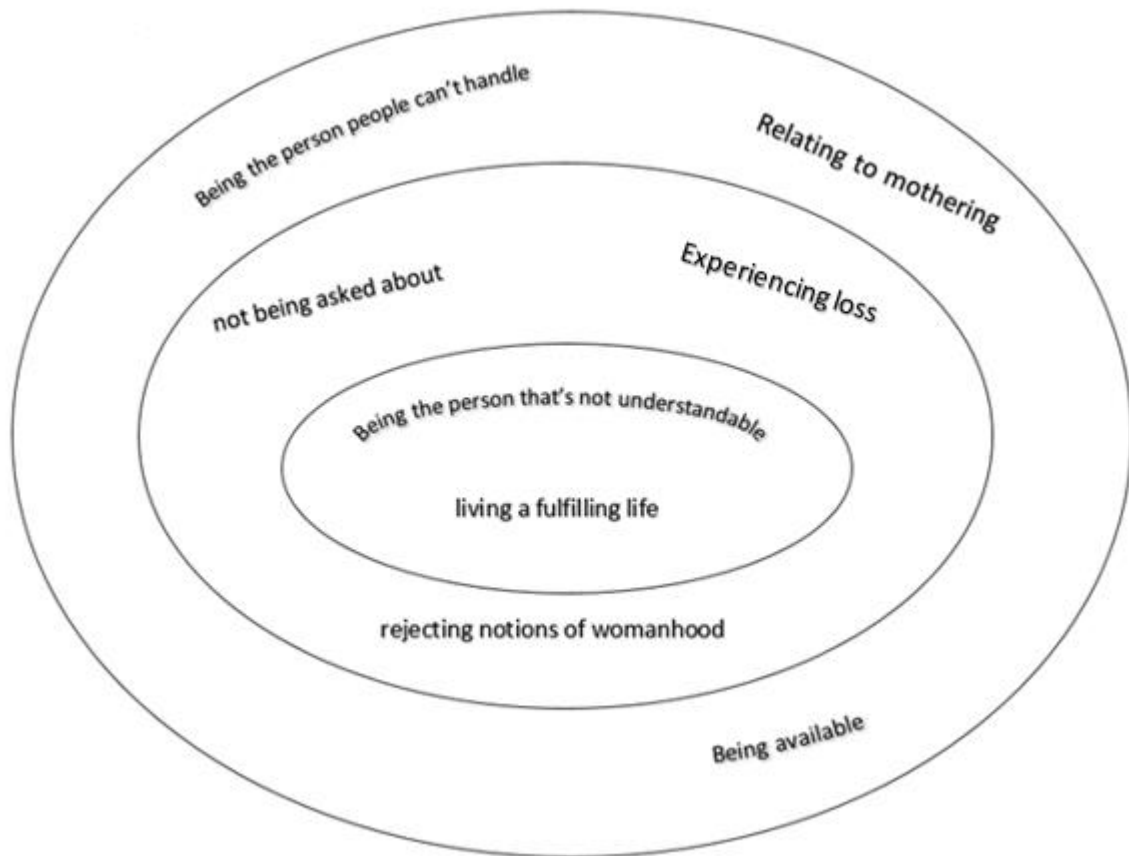 Being the person people can't handle
Relating to mothering
not being asked about
Experiencing loss
Being the person that's not understandable
living a fulfilling life
rejecting notions of womanhood
Being available